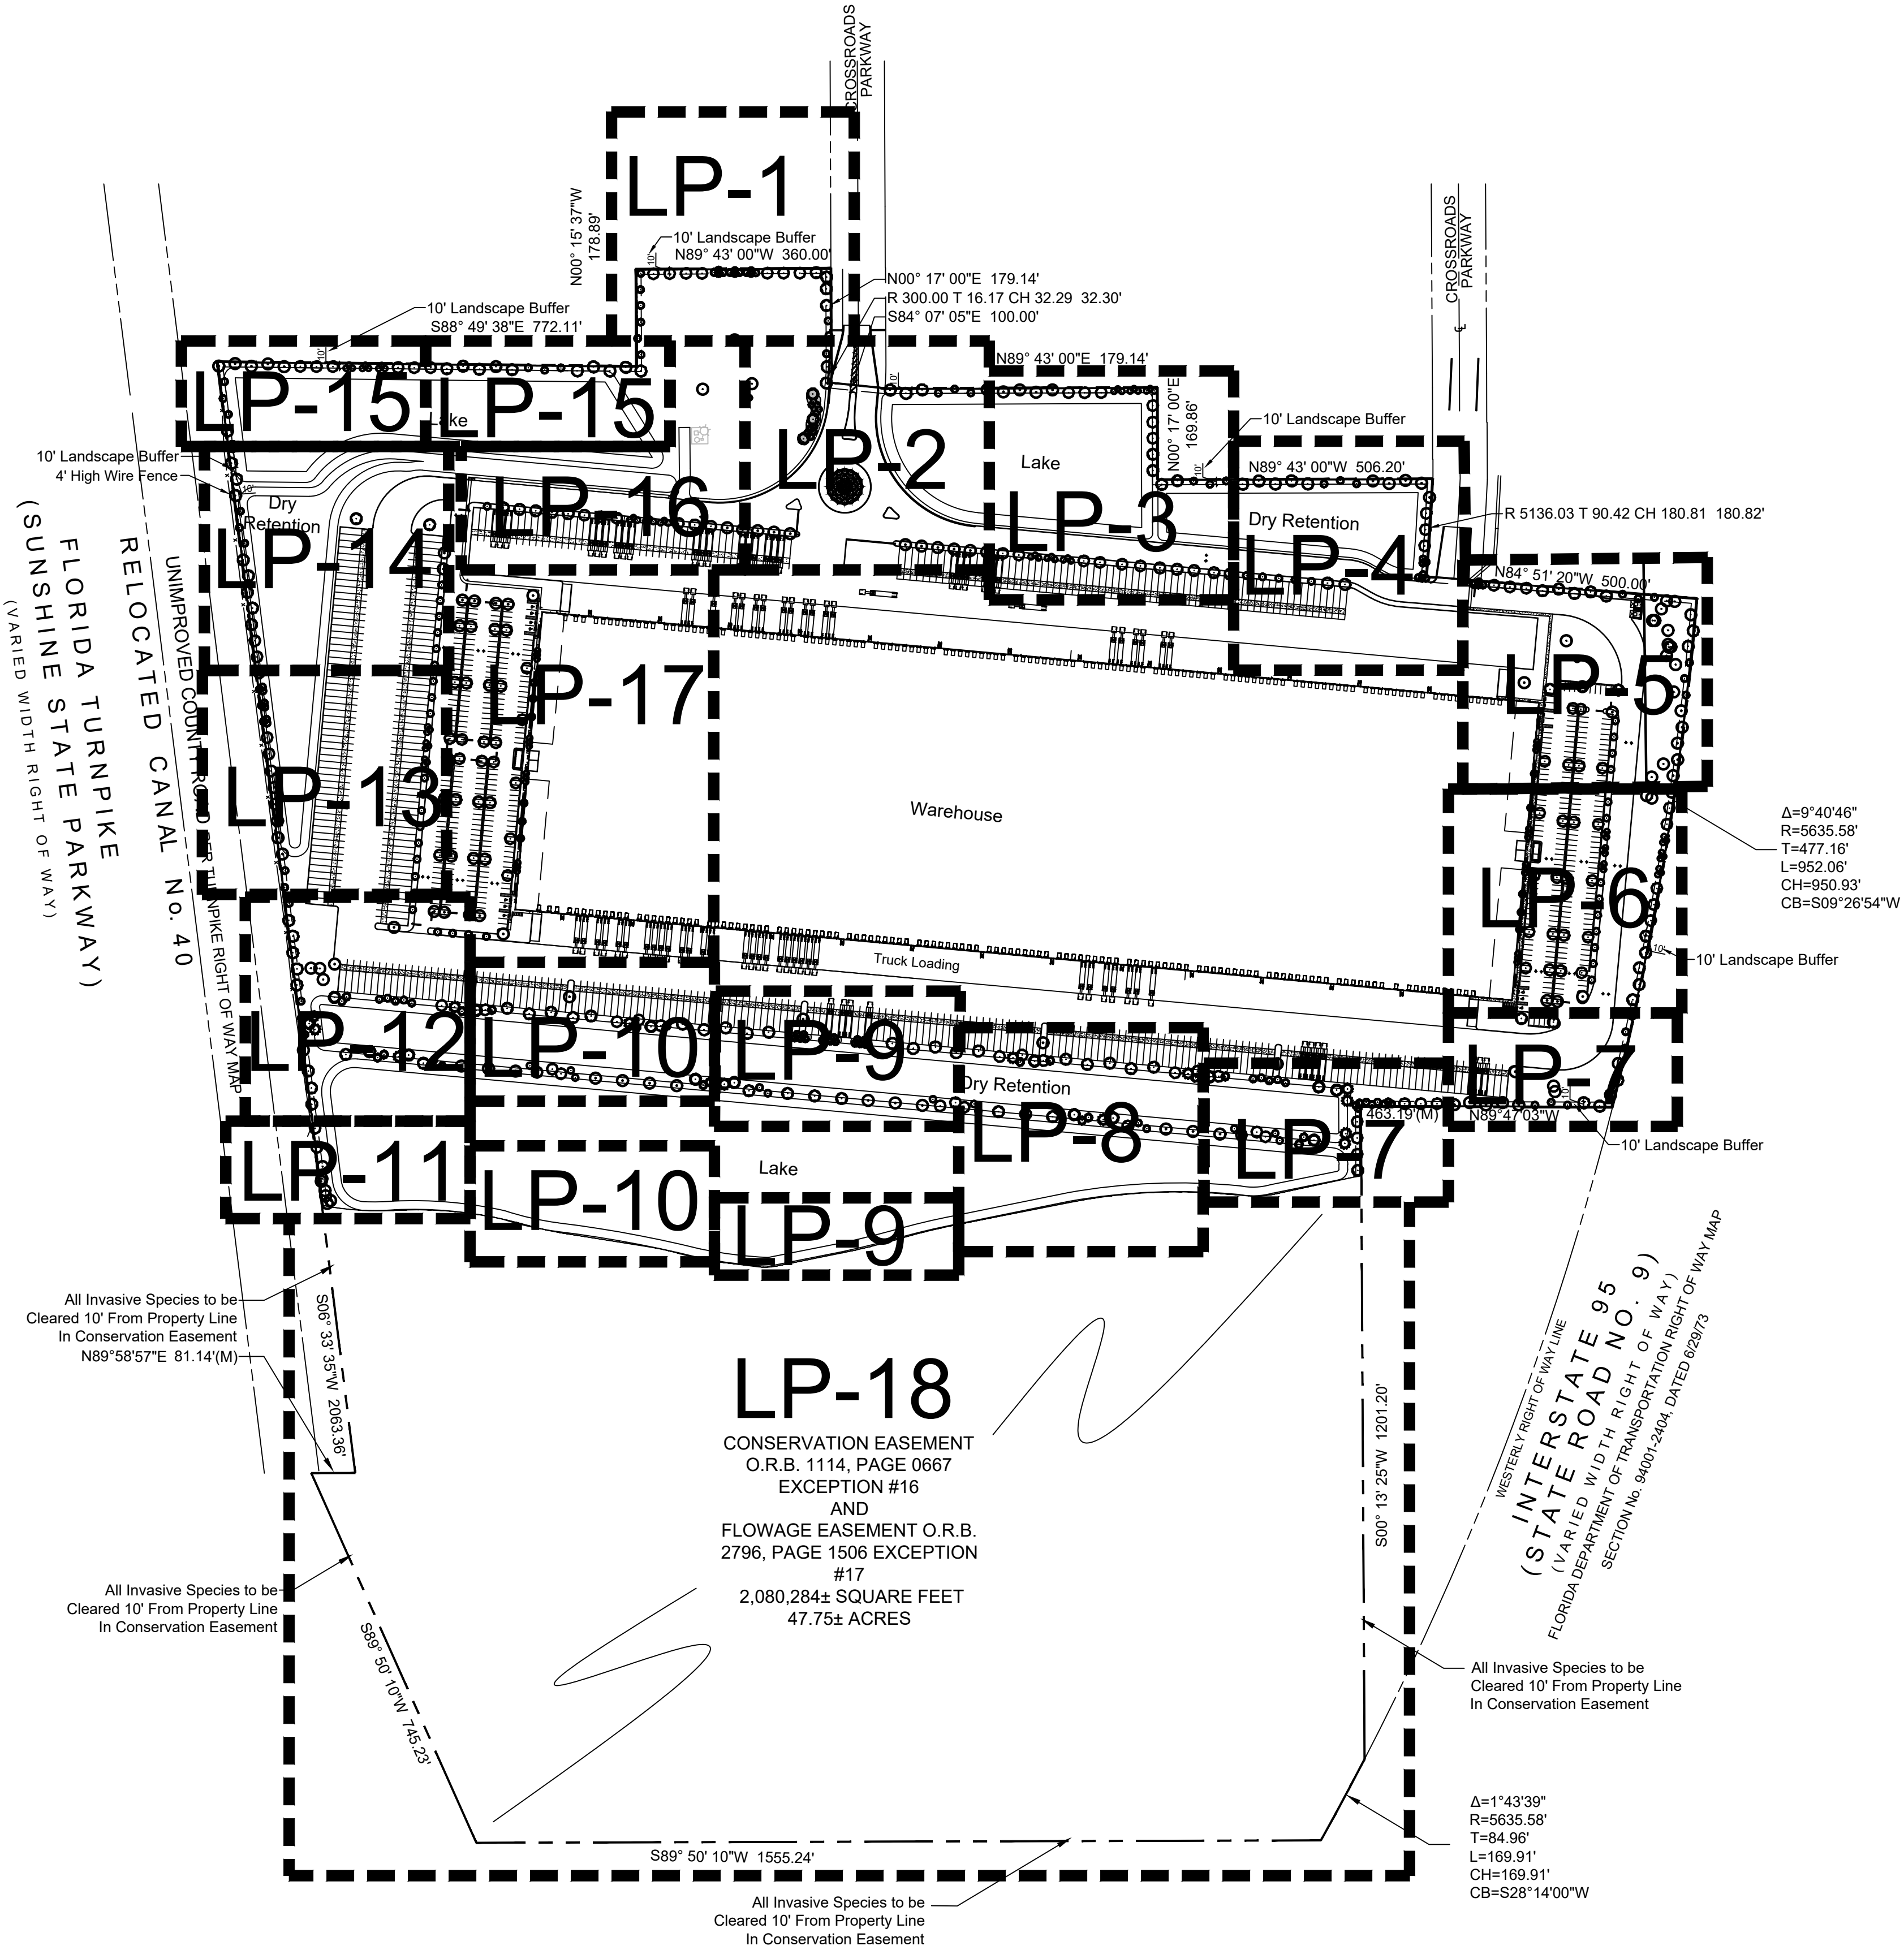 CROSSROADS
PARKWAY
LP-1
N00° 15' 37"W
178.89'
10' Landscape Buffer
10'
N89° 43' 00"W 360.00'
CROSSROADS
PARKWAY
N00° 17' 00"E 179.14'
R 300.00 T 16.17 CH 32.29 32.30'
S84° 07' 05"E 100.00'
10' Landscape Buffer
S88° 49' 38"E 772.11'
10'
N89° 43' 00"E 179.14'
10'
LP-15
Lake
LP-15
LP-2
Lake
N00° 17' 00"E
169.86'
10' Landscape Buffer
10'
N89° 43' 00"W 506.20'
10' Landscape Buffer
4' High Wire Fence
10'
Dry
Retention
LP-14
LP-16
LP-3
Dry Retention
LP-4
R 5136.03 T 90.42 CH 180.81 180.82'
N84° 51' 20"W 500.00'
LP-5
FLORIDA TURNPIKE
(SUNSHINE STATE PARKWAY)
(VARIED WIDTH RIGHT OF WAY)
RELOCATED CANAL No. 40
UNIMPROVED COUNTY ROAD PER TURNPIKE RIGHT OF WAY MAP
LP-17
LP-13
Warehouse
Δ=9°40'46"
R=5635.58'
T=477.16'
L=952.06'
CH=950.93'
CB=S09°26'54"W
LP-6
10'
10' Landscape Buffer
Truck Loading
LP-12
LP-10
LP-9
Dry Retention
LP-8
LP-7
10'
463.19'(M)
N89°47'03"W
10' Landscape Buffer
LP-7
LP-11
LP-10
Lake
LP-9
All Invasive Species to be
Cleared 10' From Property Line
In Conservation Easement
N89°58'57"E 81.14'(M)
S06° 33' 35"W 2063.36'
LP-18
CONSERVATION EASEMENT
O.R.B. 1114, PAGE 0667
EXCEPTION #16
AND
FLOWAGE EASEMENT O.R.B.
2796, PAGE 1506 EXCEPTION
#17
2,080,284± SQUARE FEET
47.75± ACRES
S00° 13' 25"W 1201.20'
WESTERLY RIGHT OF WAY LINE
INTERSTATE 95
(STATE ROAD NO. 9)
(VARIED WIDTH RIGHT OF WAY)
FLORIDA DEPARTMENT OF TRANSPORTATION RIGHT OF WAY MAP
SECTION No. 94001-2404, DATED 6/29/73
All Invasive Species to be
Cleared 10' From Property Line
In Conservation Easement
S89° 50' 10"W 745.23'
All Invasive Species to be
Cleared 10' From Property Line
In Conservation Easement
Δ=1°43'39"
R=5635.58'
T=84.96'
L=169.91'
CH=169.91'
CB=S28°14'00"W
S89° 50' 10"W 1555.24'
All Invasive Species to be
Cleared 10' From Property Line
In Conservation Easement